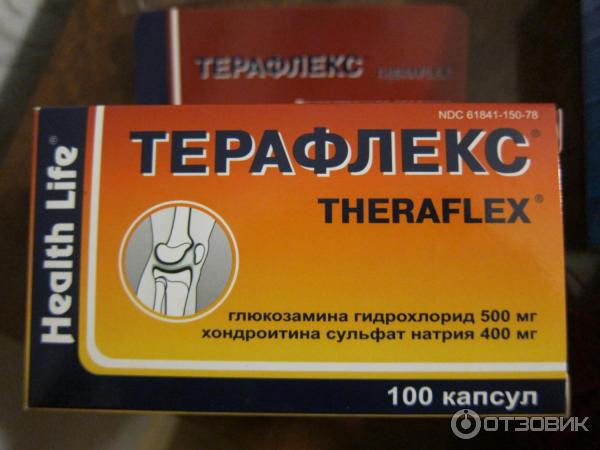 ТЕРАФЛЕКС THERAFLEX
NDC 61841-150-78
Health Life®
ТЕРАФЛЕКС®
THERAFLEX®
глюкозамина гидрохлорид 500 мг
хондроитина сульфат натрия 400 мг
100 капсул
ОТЗОВИК